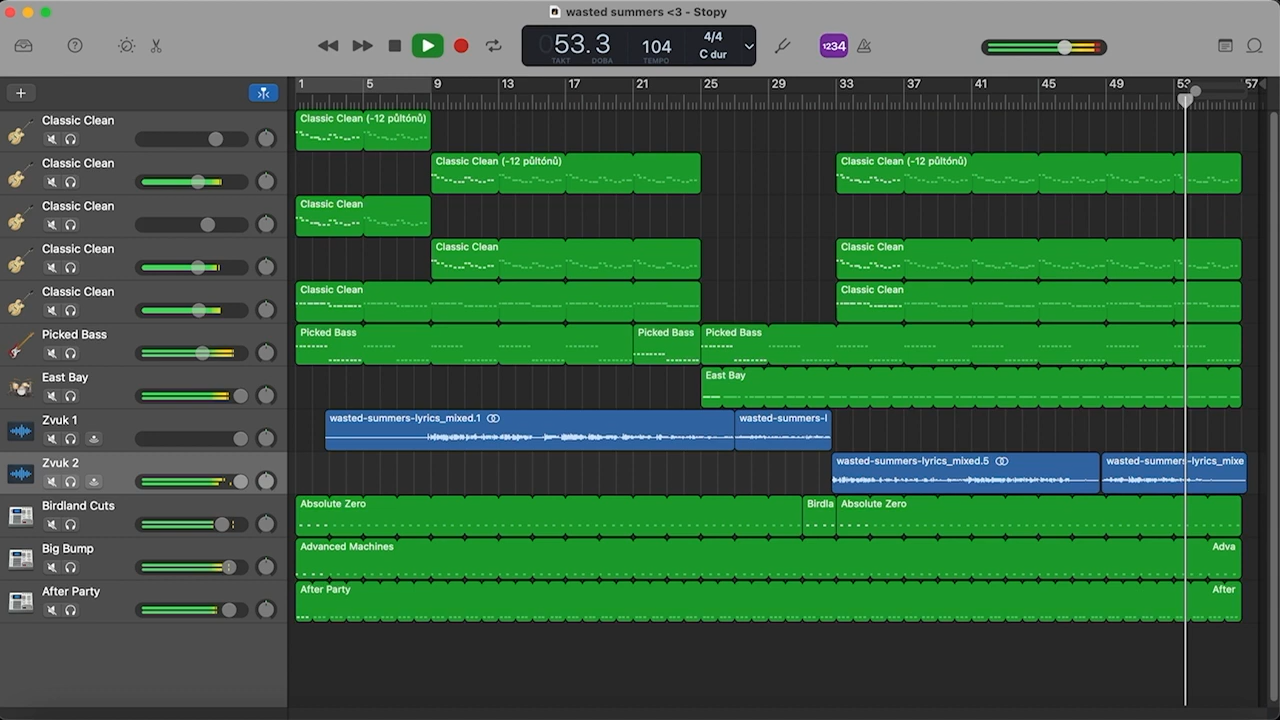 wasted summers <3 - Stopy
053.3
TAKT DOBA
104
TEMPO
4/4
C dur
1234
1 5 9 13 17 21 25 29 33 37 41 45 49 53 57
Classic Clean
Classic Clean (-12 půltónů)
Classic Clean
Classic Clean (-12 půltónů)
Classic Clean (-12 půltónů)
Classic Clean
Classic Clean
Classic Clean
Classic Clean
Classic Clean
Classic Clean
Classic Clean
Classic Clean
Picked Bass
Picked Bass
Picked Bass
Picked Bass
East Bay
East Bay
Zvuk 1
wasted-summers-lyrics_mixed.1
wasted-summers-l
Zvuk 2
wasted-summers-lyrics_mixed.5
wasted-summers-lyrics_mixe
Birdland Cuts
Absolute Zero
Birdla
Absolute Zero
Big Bump
Advanced Machines
Adva
After Party
After Party
After